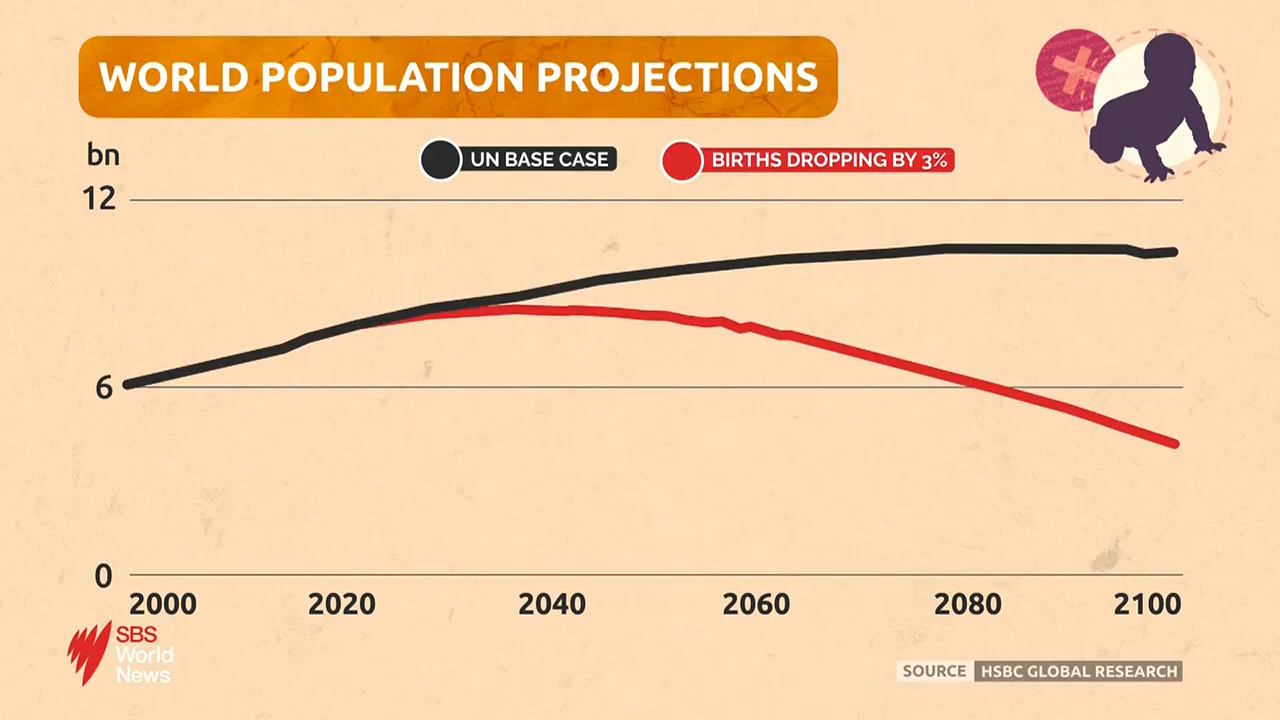 WORLD POPULATION PROJECTIONS
bn
UN BASE CASE
BIRTHS DROPPING BY 3%
12
6
0
2000 2020 2040 2060 2080 2100
SBS
World
News
SOURCE HSBC GLOBAL RESEARCH